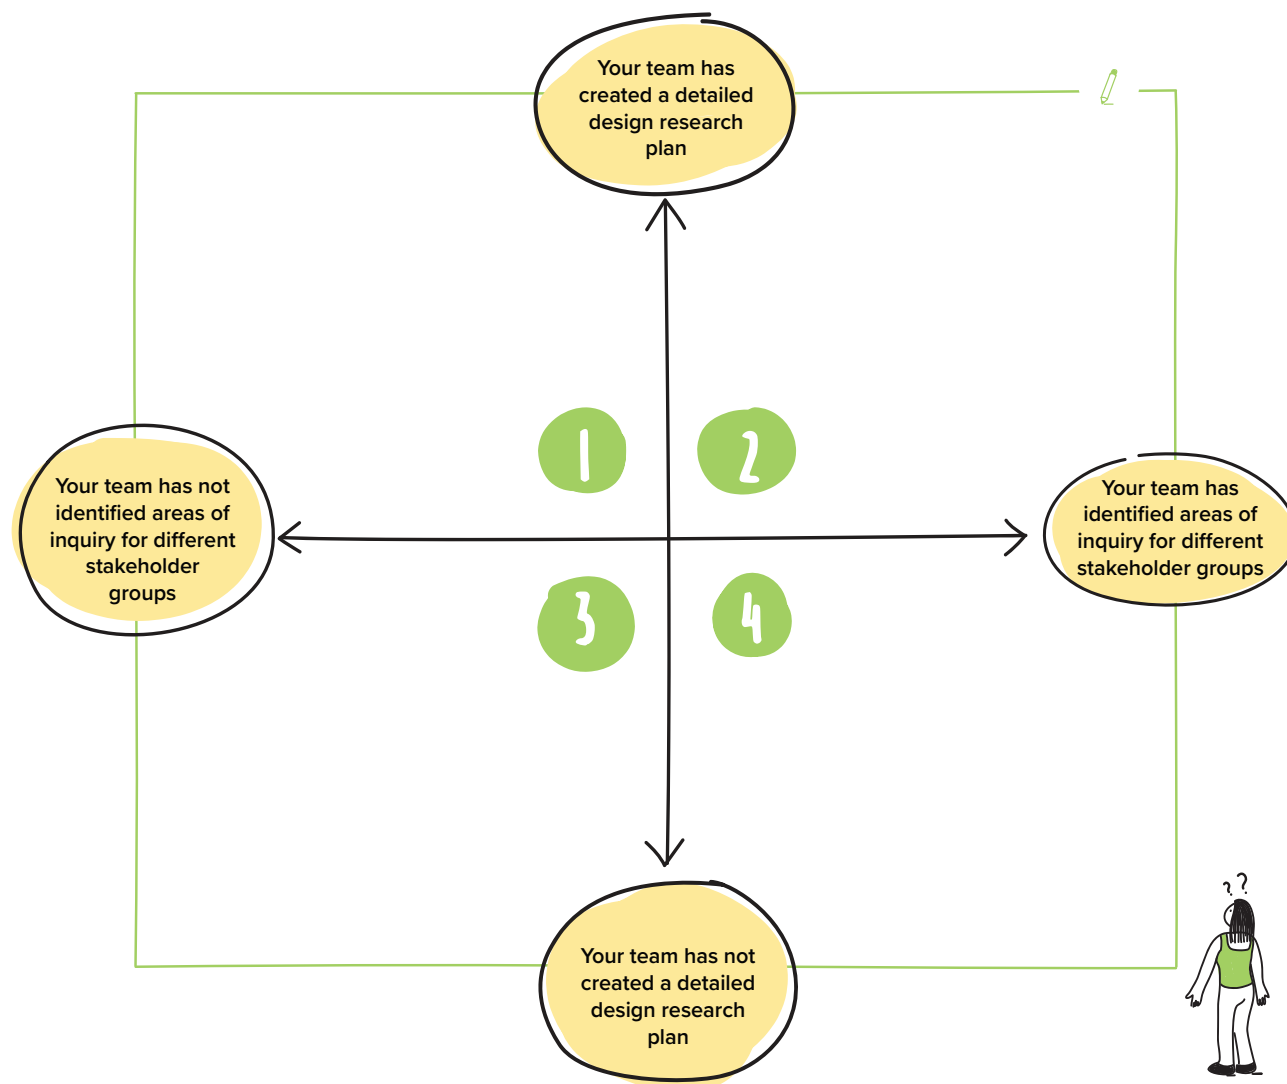 Your team has
created a detailed
design research
plan
1
2
Your team has not
identified areas of
inquiry for different
stakeholder
groups
Your team has
identified areas of
inquiry for different
stakeholder groups
3
4
? ?
Your team has not
created a detailed
design research
plan